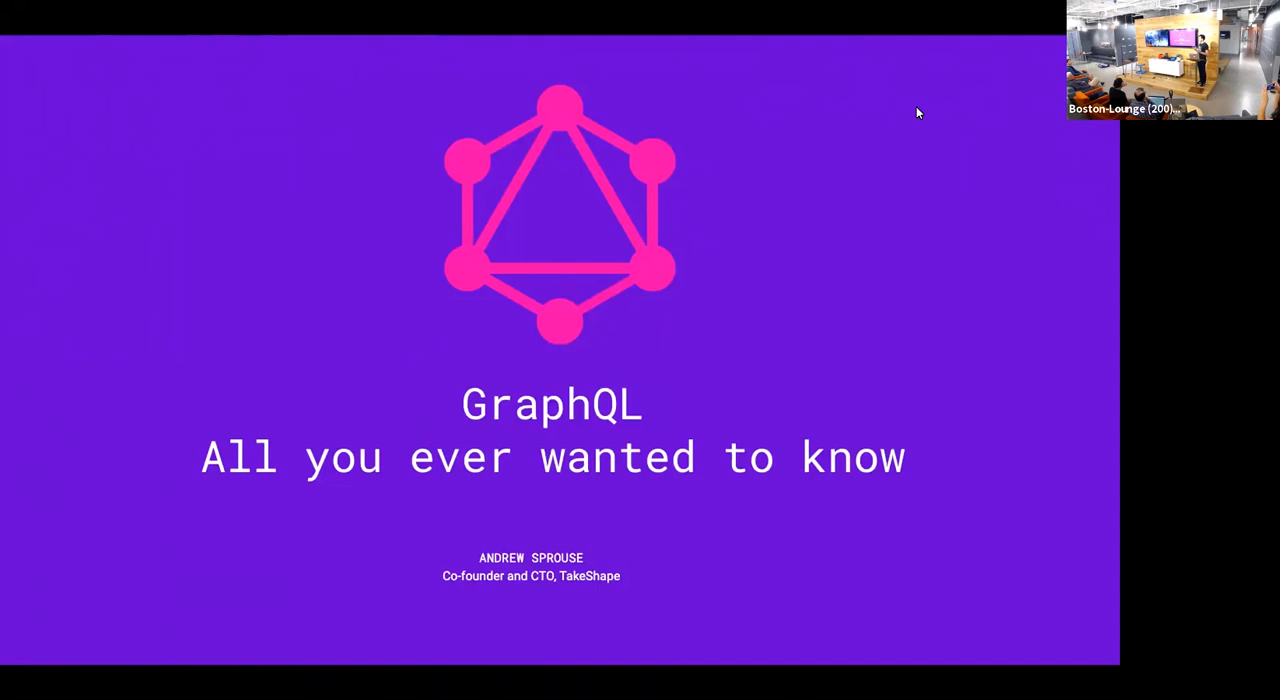 GraphQL
All you ever wanted to know
ANDREW SPROUSE
Co-founder and CTO, TakeShape
Boston-Lounge (200)...